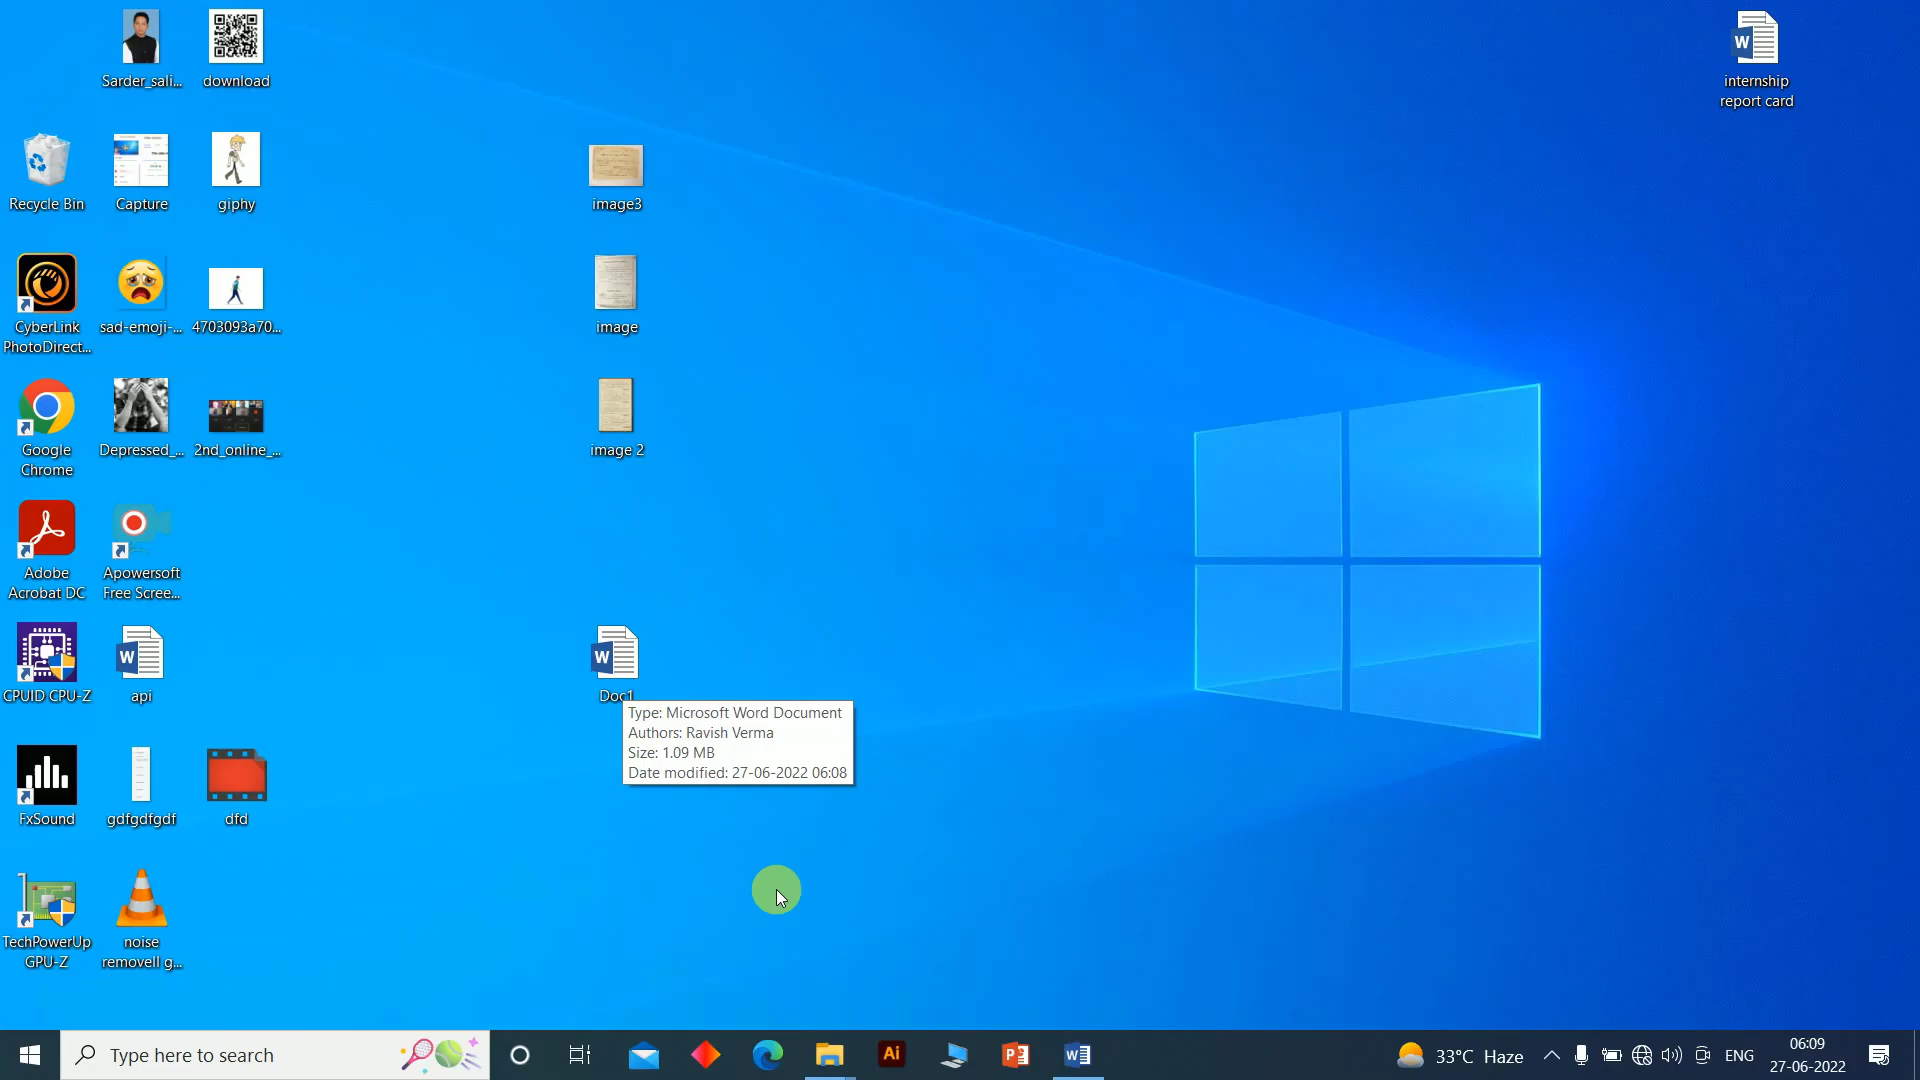 Sarder_sali...
download
internship
report card
Recycle Bin
Capture
giphy
image3
CyberLink
PhotoDirect...
sad-emoji-...
4703093a70...
image
Google
Chrome
Depressed_...
2nd_online_...
image 2
Adobe
Acrobat DC
Apowersoft
Free Scree...
CPUID CPU-Z
api
Doc1
Type: Microsoft Word Document
Authors: Ravish Verma
Size: 1.09 MB
Date modified: 27-06-2022 06:08
FxSound
gdfgdfgdf
dfd
TechPowerUp
GPU-Z
noise
removell g...
Type here to search
33°C Haze
ENG
06:09
27-06-2022